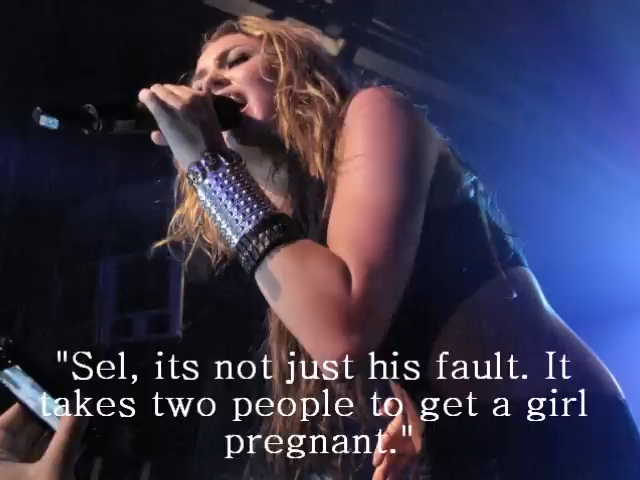 "Sel, its not just his fault. It
takes two people to get a girl
pregnant."